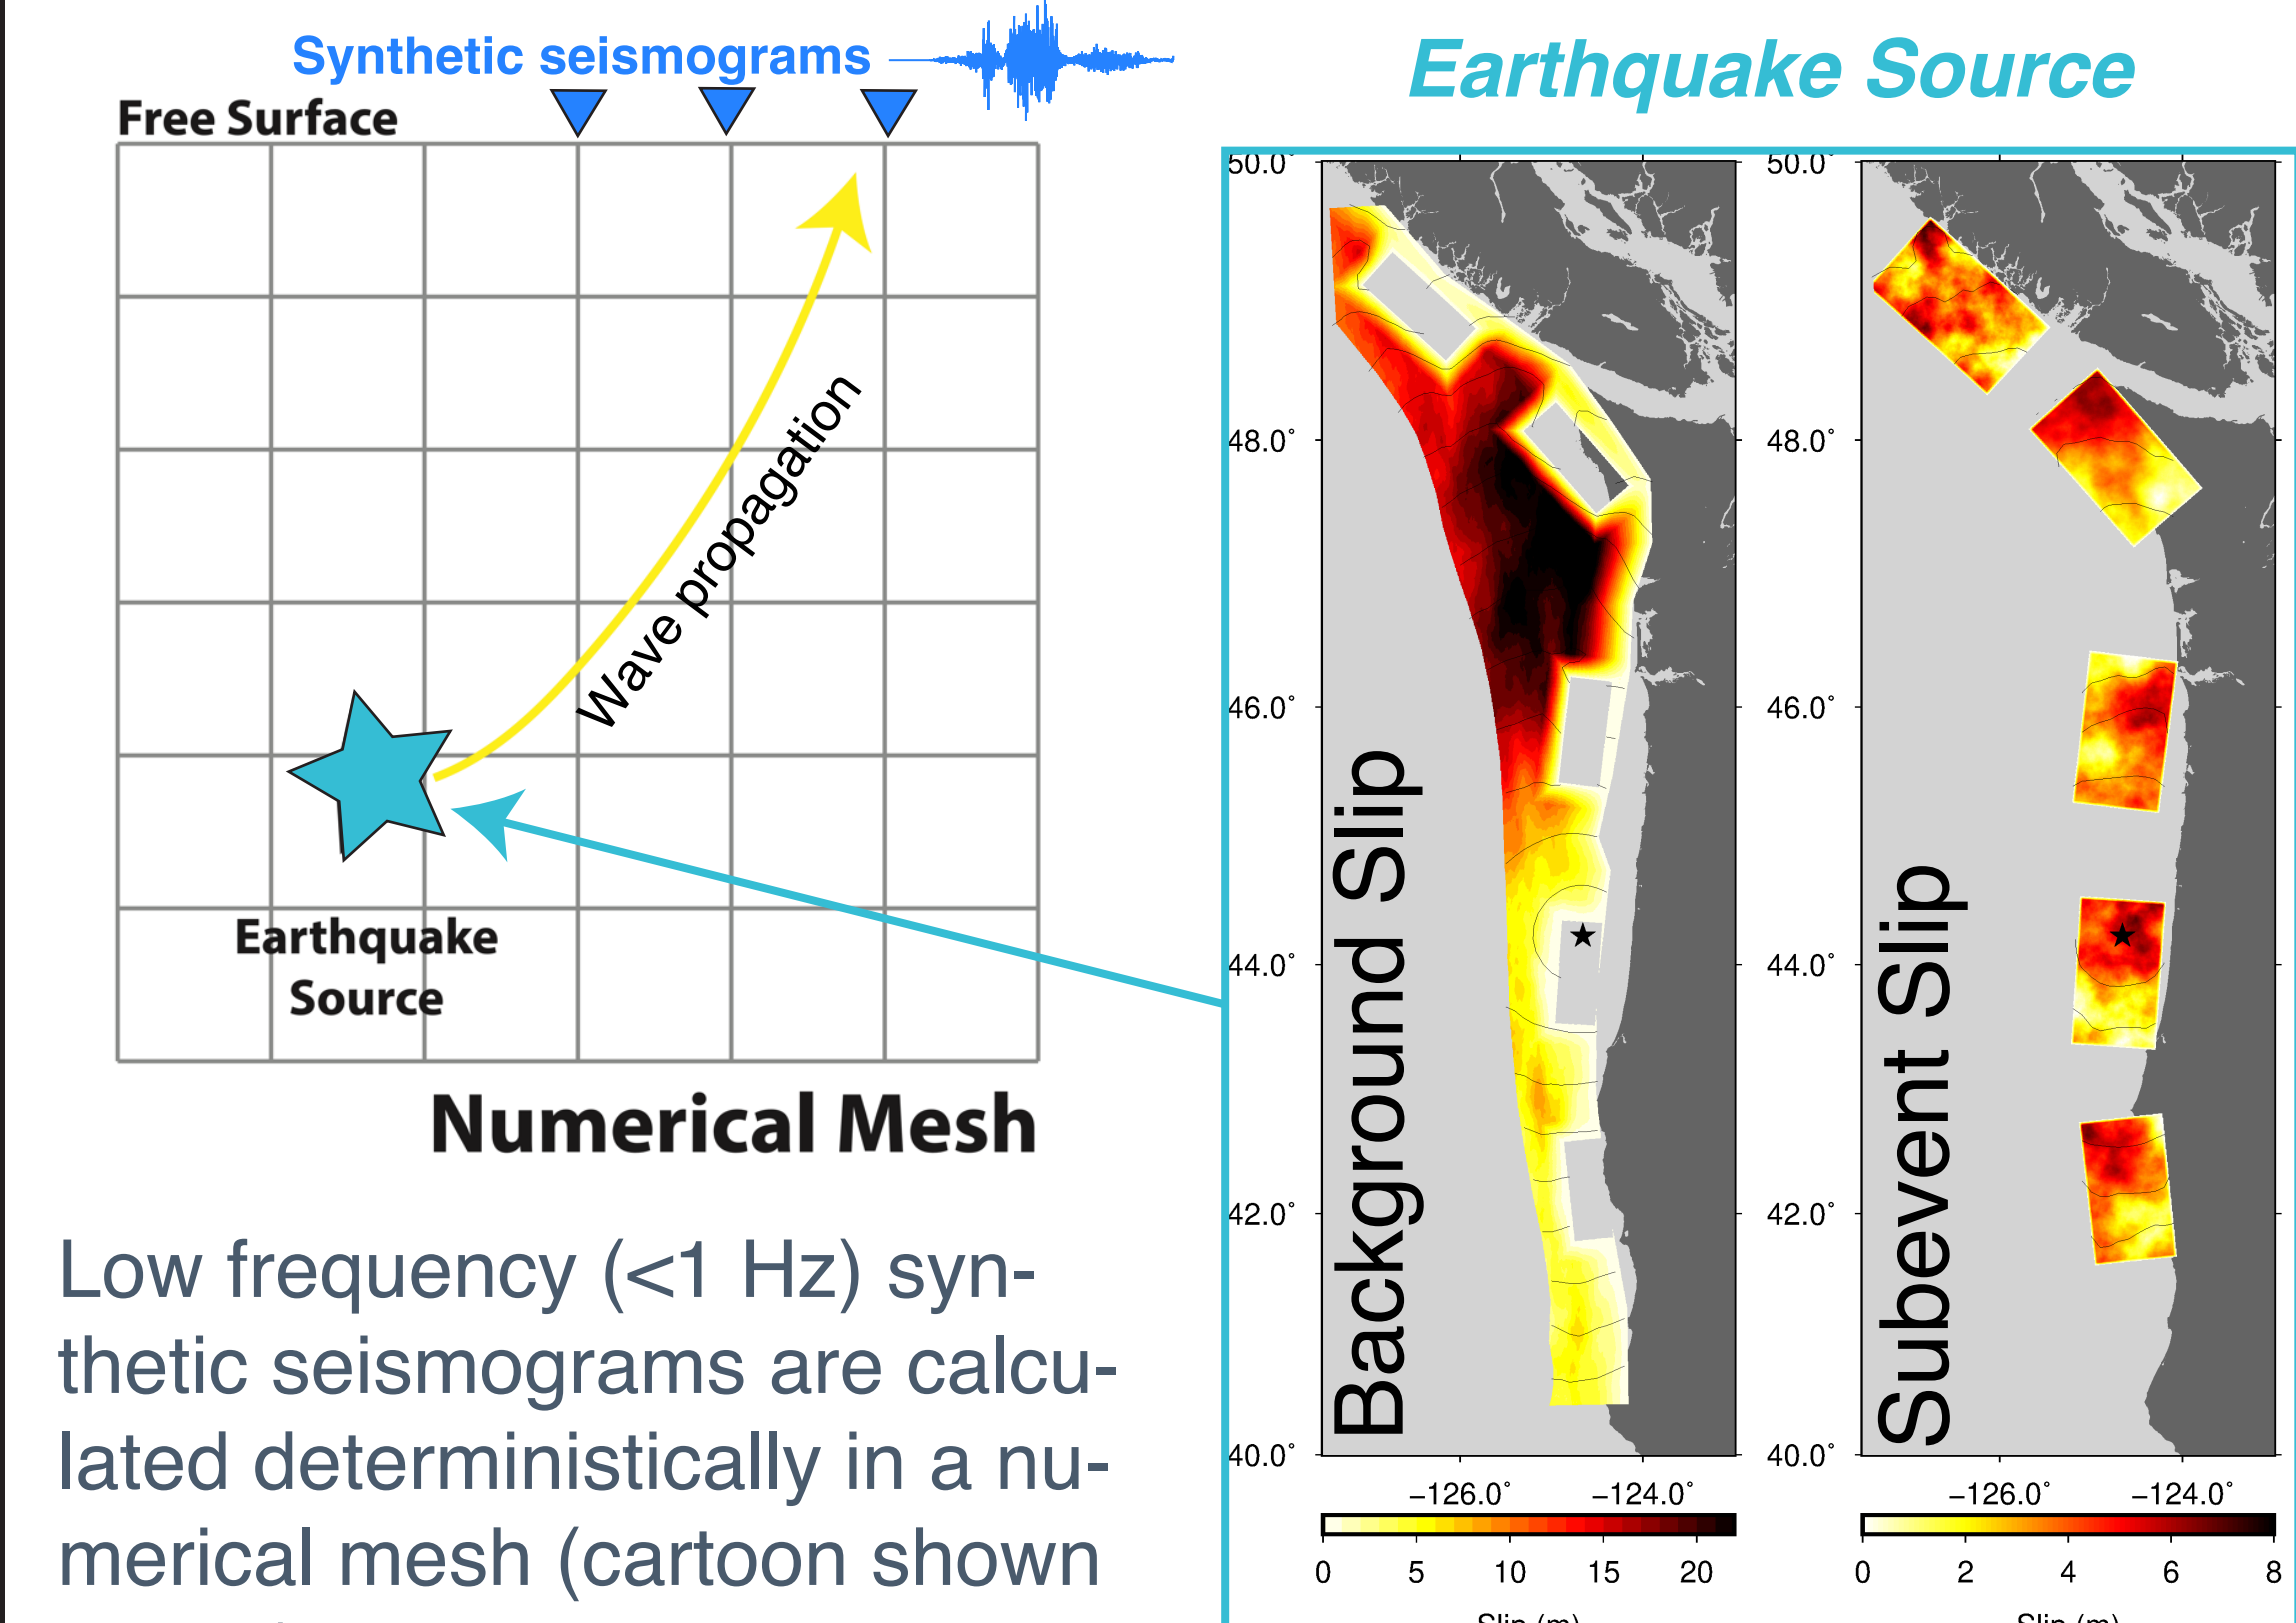 Synthetic seismograms
Free Surface
Wave propagation
Earthquake
Source
Numerical Mesh
Low frequency (<1 Hz) syn-
thetic seismograms are calcu-
lated deterministically in a nu-
merical mesh (cartoon shown
Earthquake Source
50.0°
48.0°
46.0°
44.0°
42.0°
40.0°
Background Slip
−126.0° −124.0°
0 5 10 15 20
Slip (m)
50.0°
48.0°
46.0°
44.0°
42.0°
40.0°
Subevent Slip
−126.0° −124.0°
0 2 4 6 8
Slip (m)